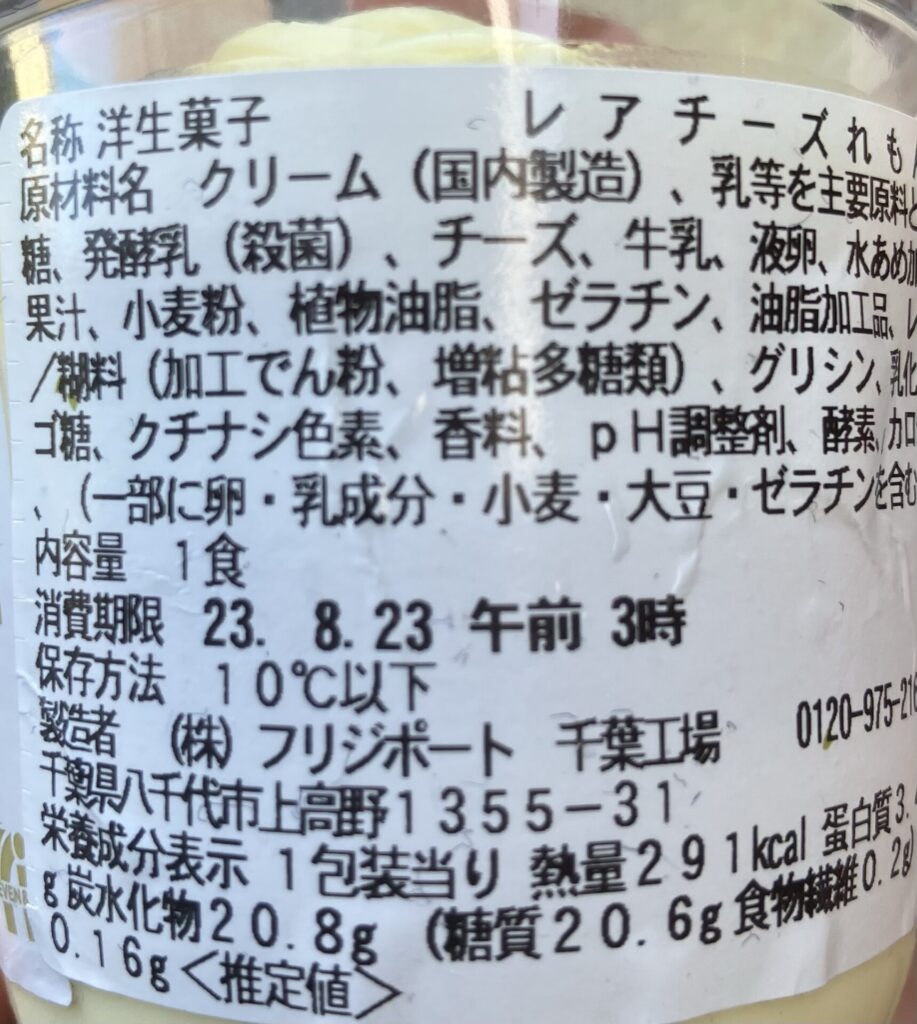 名称 洋生菓子 レアチーズれも
原材料名 クリーム（国内製造）、乳等を主要原料と
糖、発酵乳（殺菌）、チーズ、牛乳、液卵、水あめ加
果汁、小麦粉、植物油脂、ゼラチン、油脂加工品、レ
/糊料（加工でん粉、増粘多糖類）、グリシン、乳化
ゴ糖、クチナシ色素、香料、pH調整剤、酵素、カロ
、（一部に卵・乳成分・小麦・大豆・ゼラチンを含む
内容量 1食
消費期限 23. 8.23 午前 3時
保存方法 10℃以下
製造者 （株）フリジポート 千葉工場 0120-975-216
千葉県八千代市上高野1355-31
栄養成分表示 1包装当り 熱量291kcal 蛋白質3.
g 炭水化物20.8g （糖質20.6g 食物繊維0.2g）
0.16g＜推定値＞